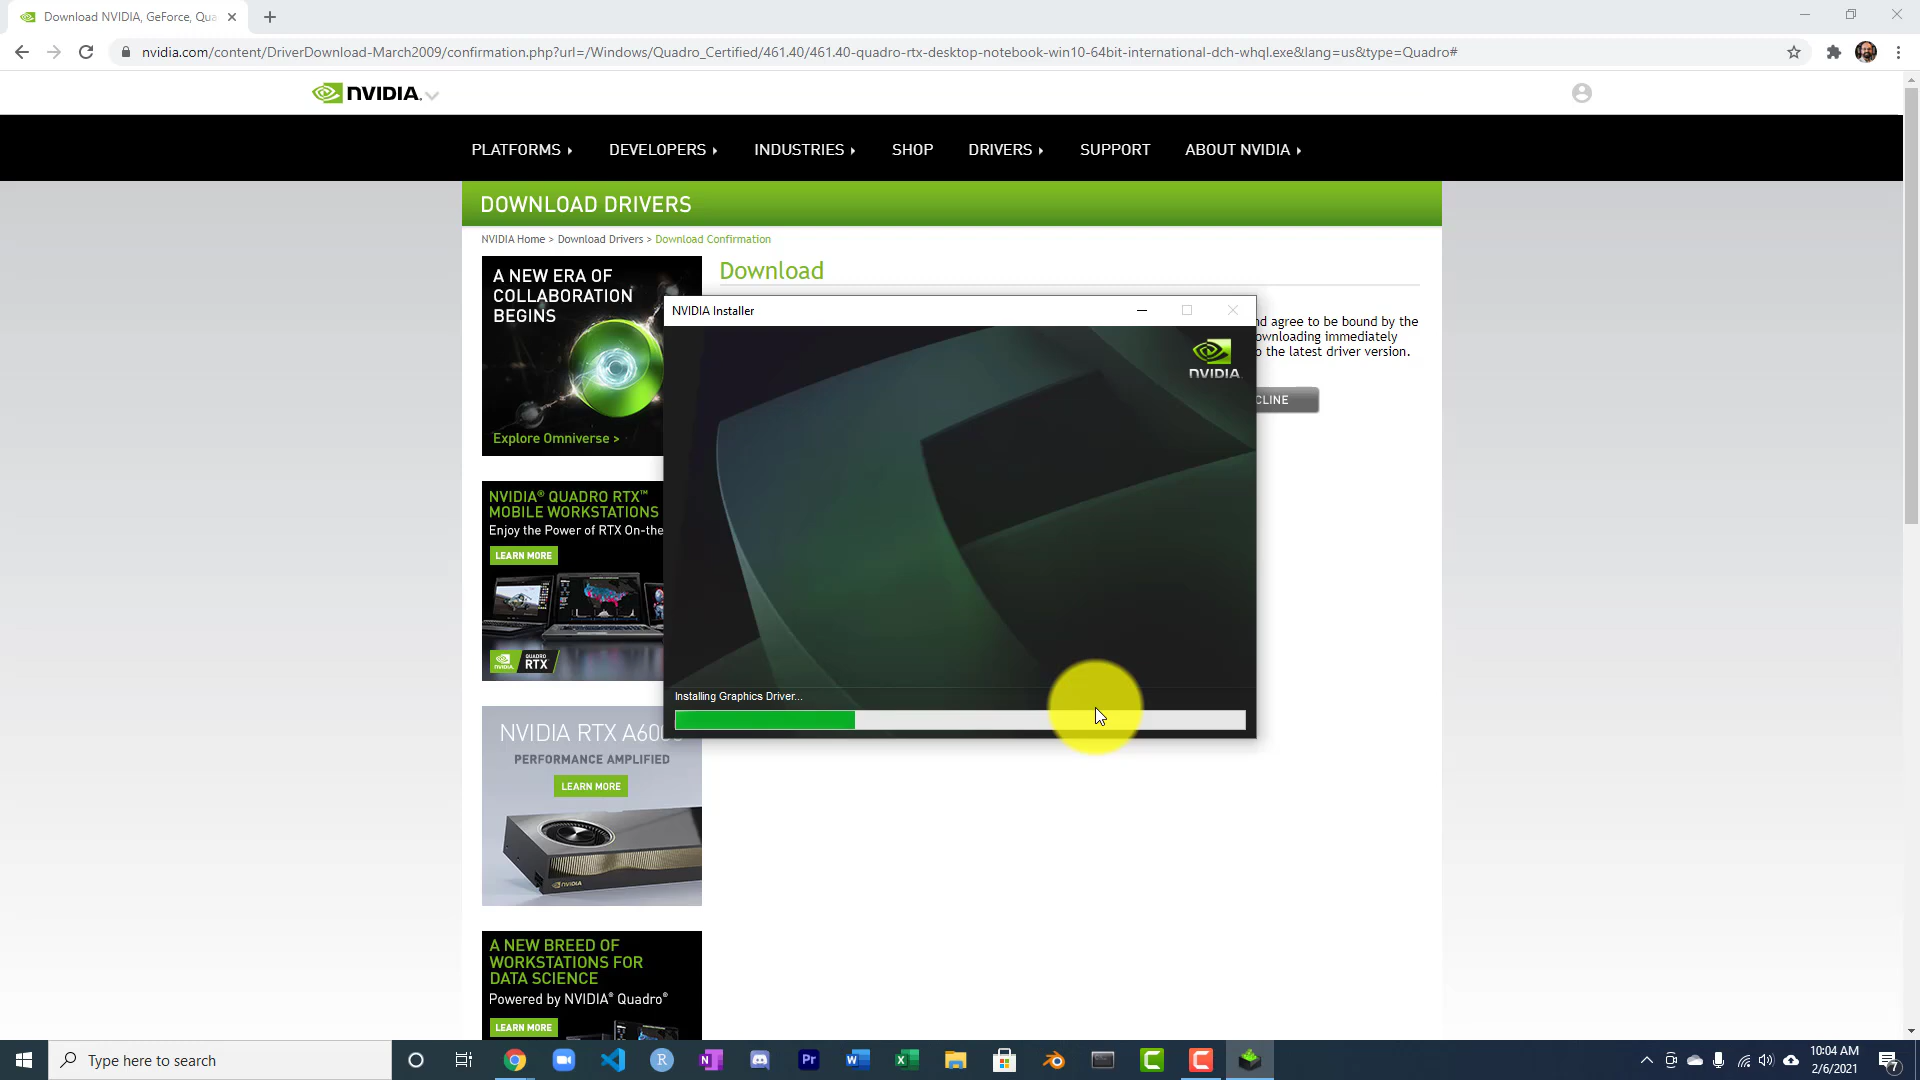 Download NVIDIA, GeForce, Qua
nvidia.com/content/DriverDownload-March2009/confirmation.php?url=/Windows/Quadro_Certified/461.40/461.40-quadro-rtx-desktop-notebook-win10-64bit-international-dch-whql.exe&lang=us&type=Quadro#
NVIDIA.
PLATFORMS DEVELOPERS INDUSTRIES SHOP DRIVERS SUPPORT ABOUT NVIDIA
DOWNLOAD DRIVERS
NVIDIA Home > Download Drivers > Download Confirmation
A NEW ERA OF
COLLABORATION
BEGINS
Explore Omniverse >
Download
nd agree to be bound by the
ownloading immediately
o the latest driver version.
CLINE
NVIDIA Installer
NVIDIA.
Installing Graphics Driver...
NVIDIA® QUADRO RTX™
MOBILE WORKSTATIONS
Enjoy the Power of RTX On-the
LEARN MORE
NVIDIA QUADRO RTX
NVIDIA RTX A600
PERFORMANCE AMPLIFIED
LEARN MORE
NVIDIA
A NEW BREED OF
WORKSTATIONS FOR
DATA SCIENCE
Powered by NVIDIA® Quadro®
LEARN MORE
Type here to search
R
N
Pr
W
X
C
C
10:04 AM
2/6/2021
7